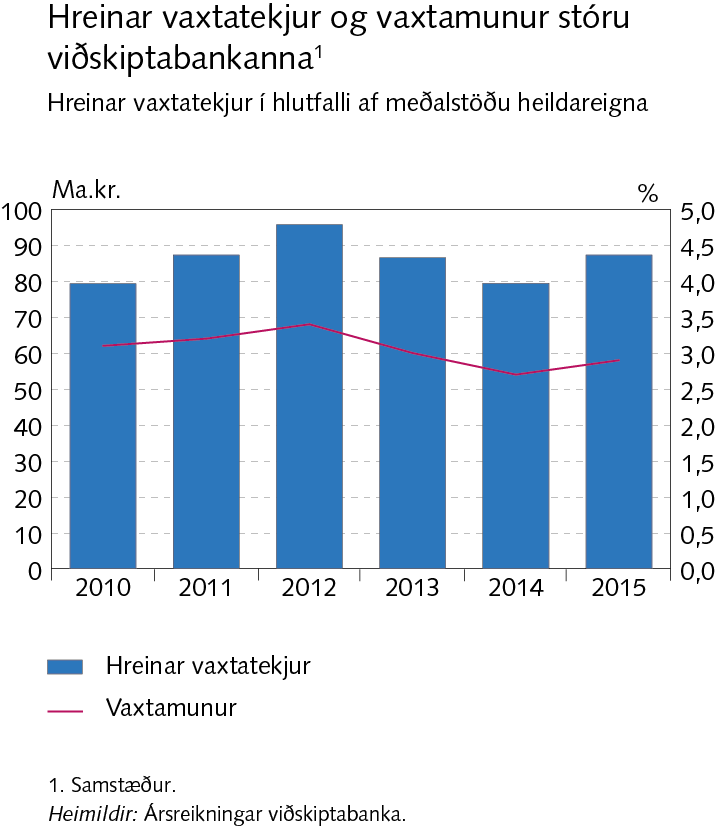 Hreinar vaxtatekjur og vaxtamunur stóru
viðskiptabankanna¹
Hreinar vaxtatekjur í hlutfalli af meðalstöðu heildareigna
Ma.kr. %
100 5,0
90 4,5
80 4,0
70 3,5
60 3,0
50 2,5
40 2,0
30 1,5
20 1,0
10 0,5
0 0,0
2010 2011 2012 2013 2014 2015
Hreinar vaxtatekjur
Vaxtamunur
1. Samstæður.
Heimildir: Ársreikningar viðskiptabanka.